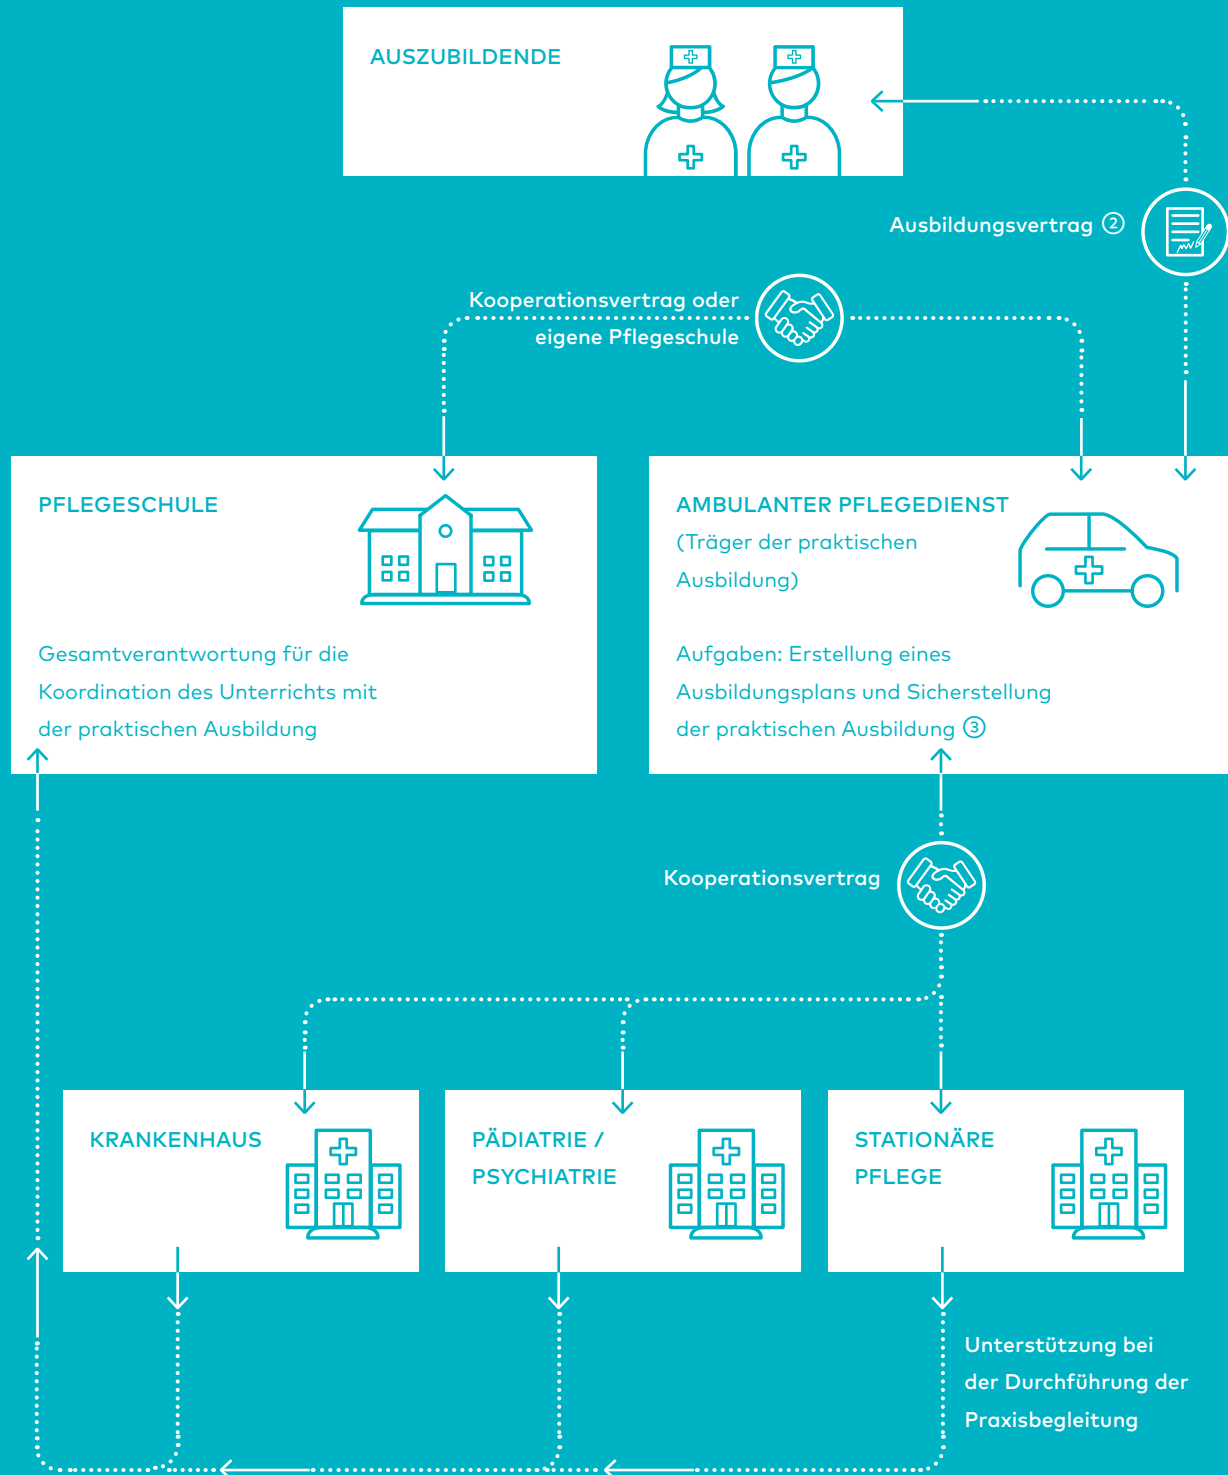 AUSZUBILDENDE
Ausbildungsvertrag ②
Kooperationsvertrag oder
eigene Pflegeschule
PFLEGESCHULE
Gesamtverantwortung für die
Koordination des Unterrichts mit
der praktischen Ausbildung
AMBULANTER PFLEGEDIENST
(Träger der praktischen
Ausbildung)
Aufgaben: Erstellung eines
Ausbildungsplans und Sicherstellung
der praktischen Ausbildung ③
Kooperationsvertrag
KRANKENHAUS
PÄDIATRIE /
PSYCHIATRIE
STATIONÄRE
PFLEGE
Unterstützung bei
der Durchführung der
Praxisbegleitung